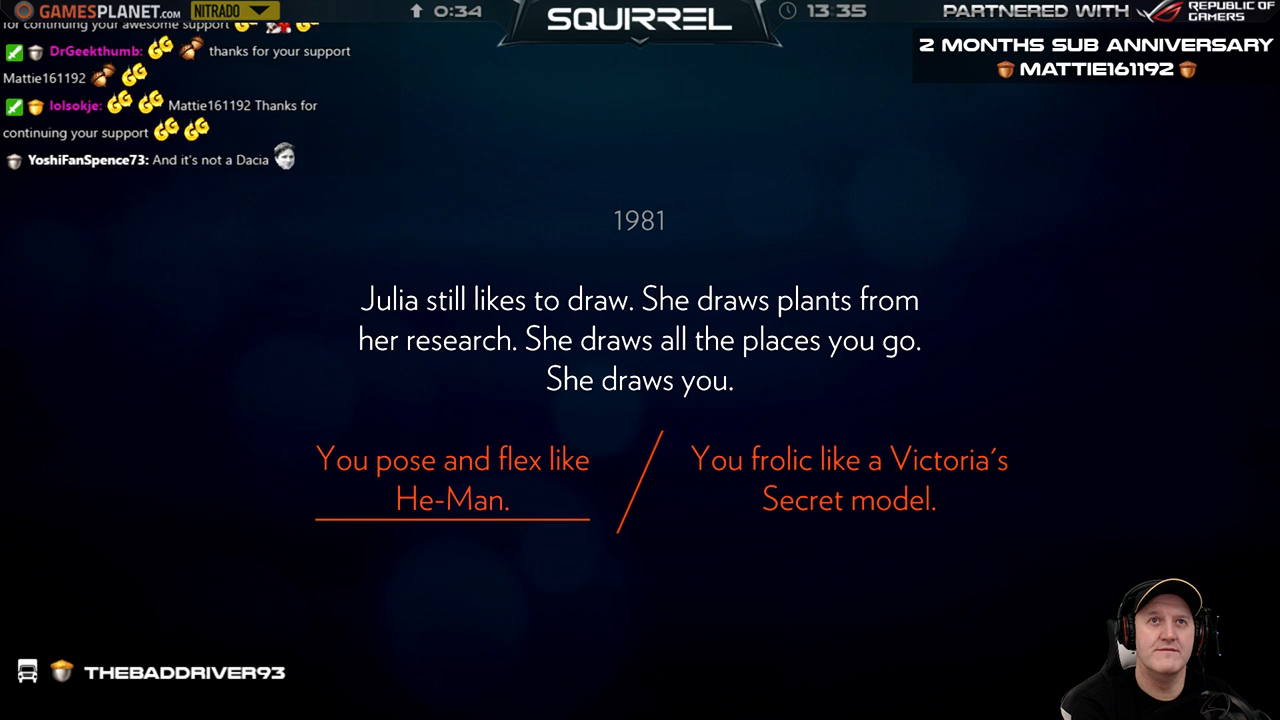 GAMESPLANET.COM NITRADO
0:34
SQUIRREL
13:35
PARTNERED WITH REPUBLIC OF GAMERS
for continuing your awesome support
DrGeekthumb: thanks for your support
Mattie161192
lolsokje: Mattie161192 Thanks for
continuing your support
YoshiFanSpence73: And it's not a Dacia
2 MONTHS SUB ANNIVERSARY
MATTIE161192
1981
Julia still likes to draw. She draws plants from
her research. She draws all the places you go.
She draws you.
You pose and flex like
He-Man.
You frolic like a Victoria's
Secret model.
THEBADDRIVER93